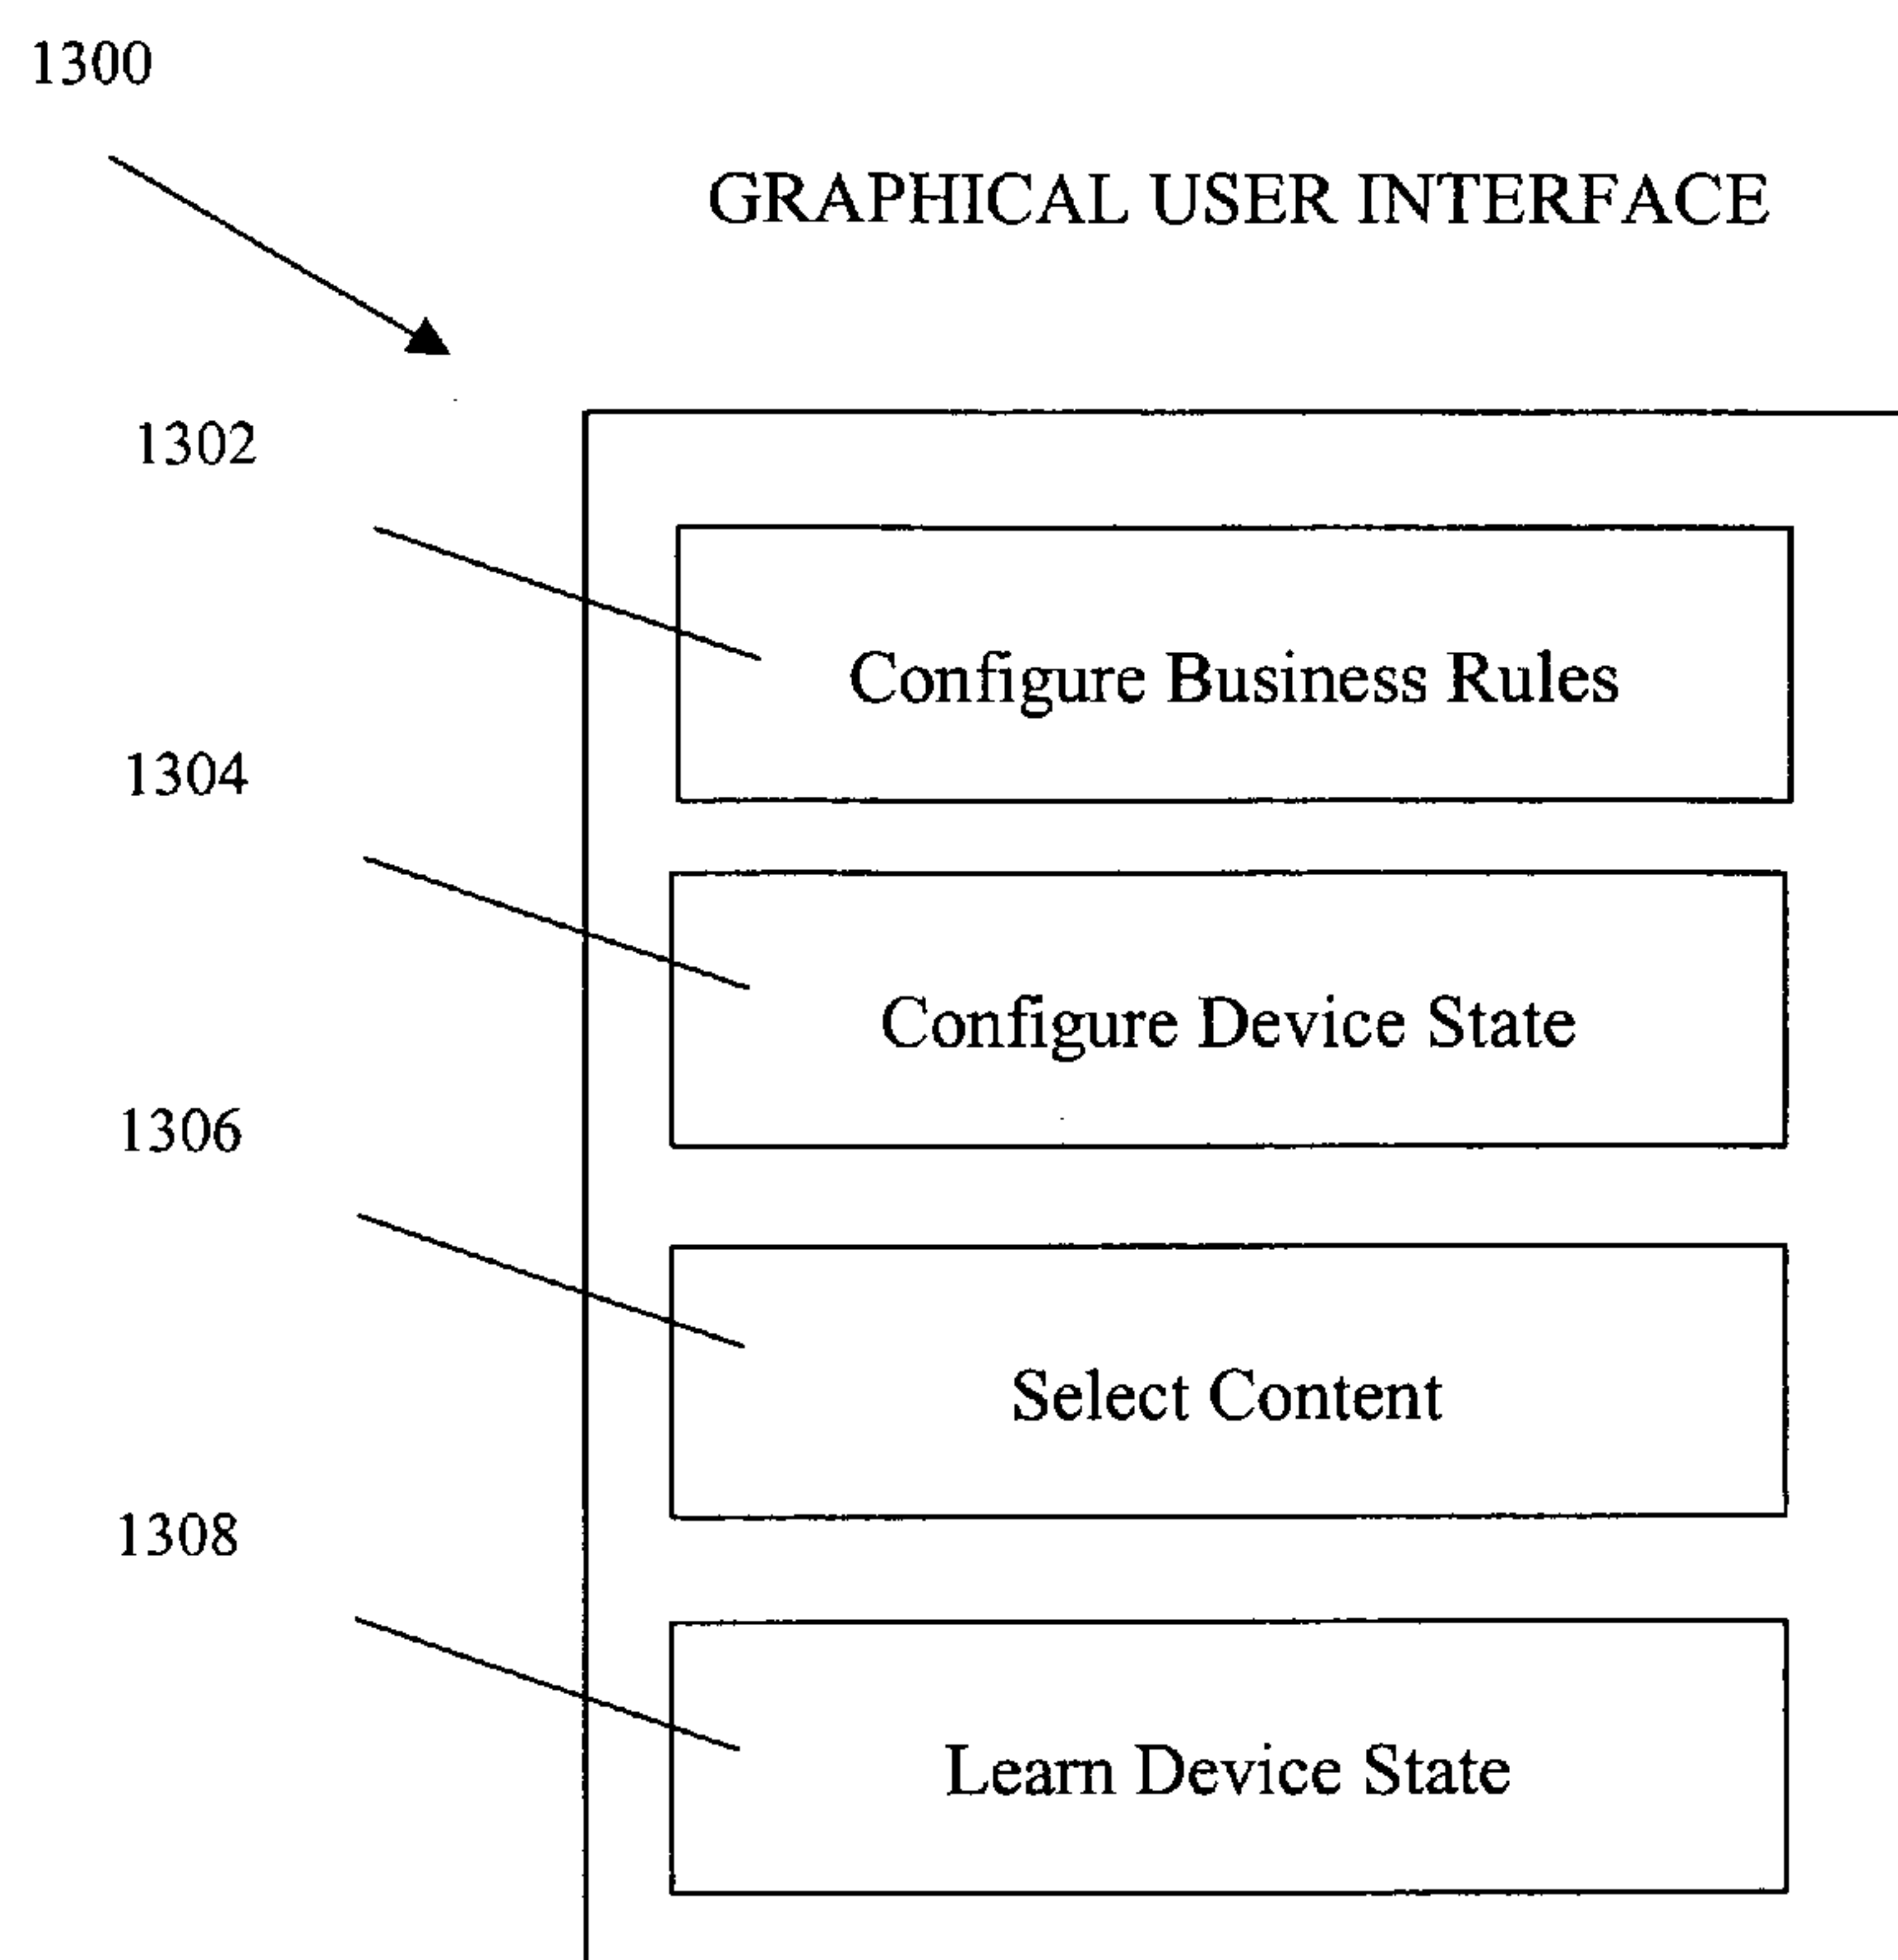 1300
GRAPHICAL USER INTERFACE
1302
Configure Business Rules
1304
Configure Device State
1306
Select Content
1308
Learn Device State